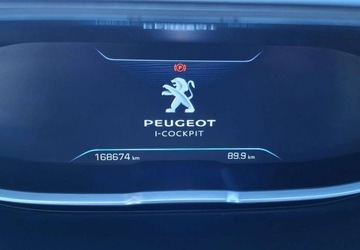 P
PEUGEOT
I-COCKPIT
168674 km 89.9 km